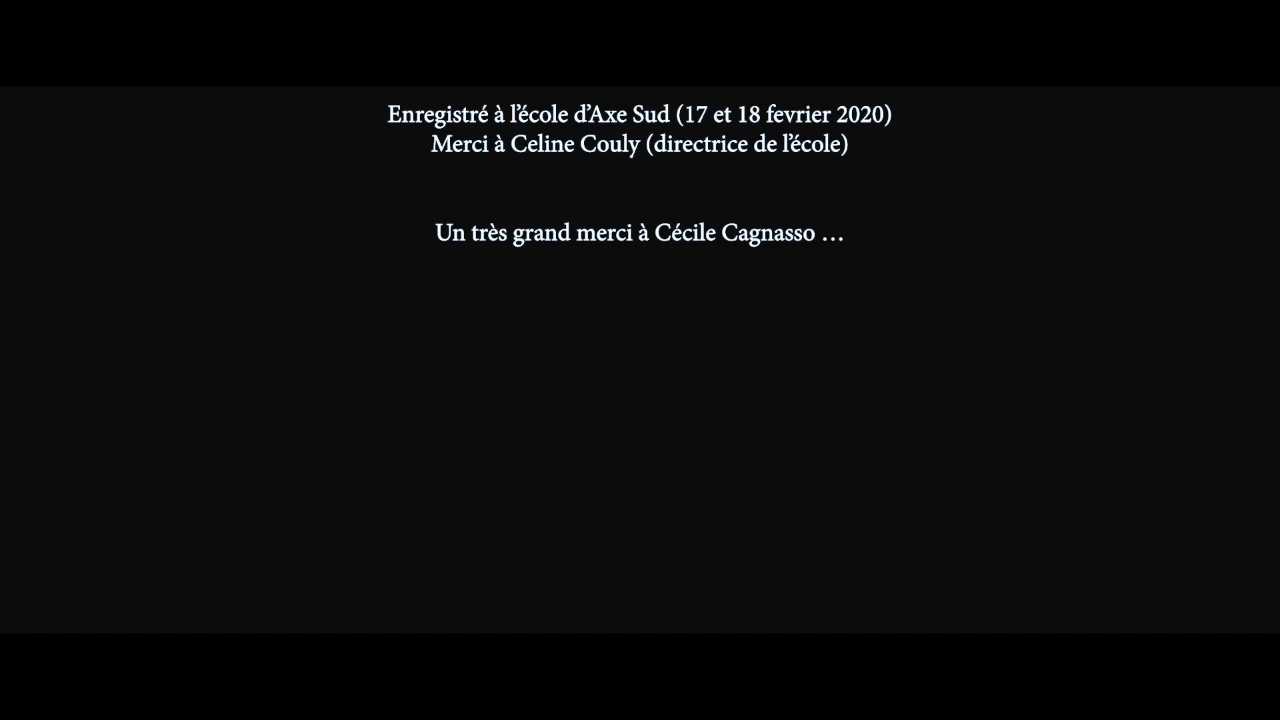 Enregistré à l’école d’Axe Sud (17 et 18 fevrier 2020)
Merci à Celine Couly (directrice de l’école)
Un très grand merci à Cécile Cagnasso …